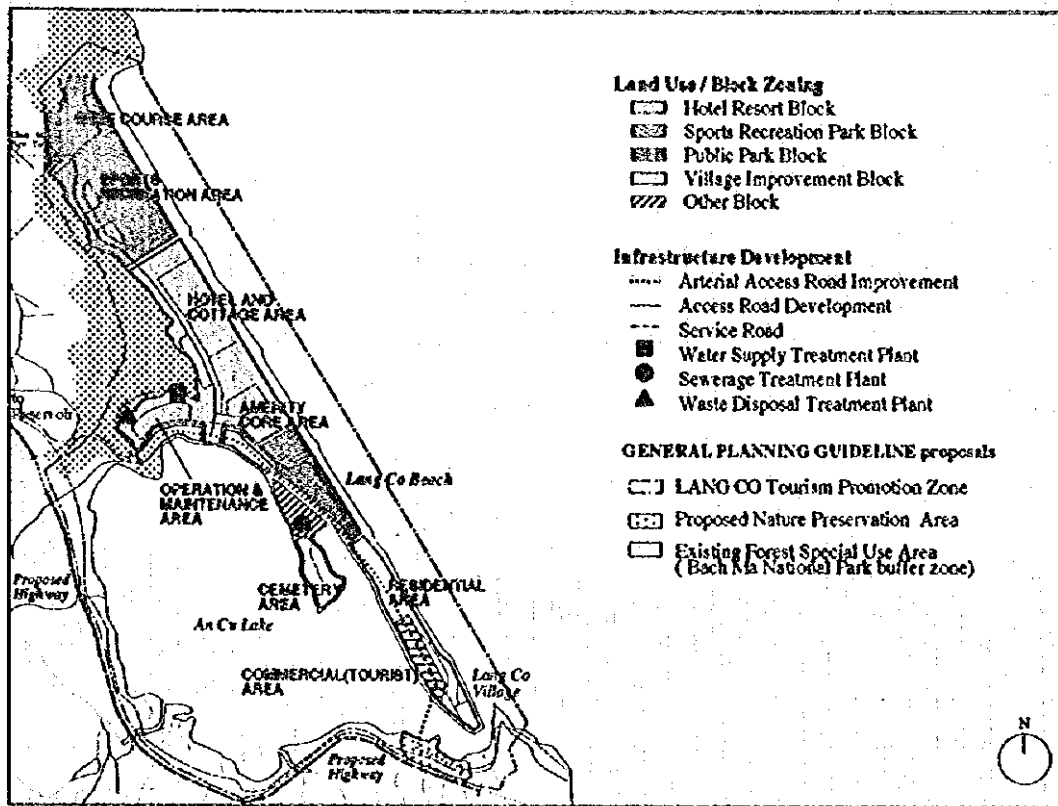 COURSE AREA
SPORTS
RECREATION AREA
HOTEL AND
COTTAGE AREA
to
Reservoir
AMENITY
CORE AREA
Lang Co Beach
OPERATION &
MAINTENANCE
AREA
Proposed
Highway
CEMETERY
AREA
RESIDENTIAL
AREA
An Cu Lake
COMMERCIAL(TOURIST)
AREA
Lang Co
Village
Proposed
Highway
Land Use / Block Zoning
Hotel Resort Block
Sports Recreation Park Block
Public Park Block
Village Improvement Block
Other Block
Infrastructure Development
Arterial Access Road Improvement
Access Road Development
Service Road
Water Supply Treatment Plant
Sewerage Treatment Plant
Waste Disposal Treatment Plant
GENERAL PLANNING GUIDELINE proposals
LANG CO Tourism Promotion Zone
Proposed Nature Preservation Area
Existing Forest Special Use Area
( Bach Ma National Park buffer zone)
N